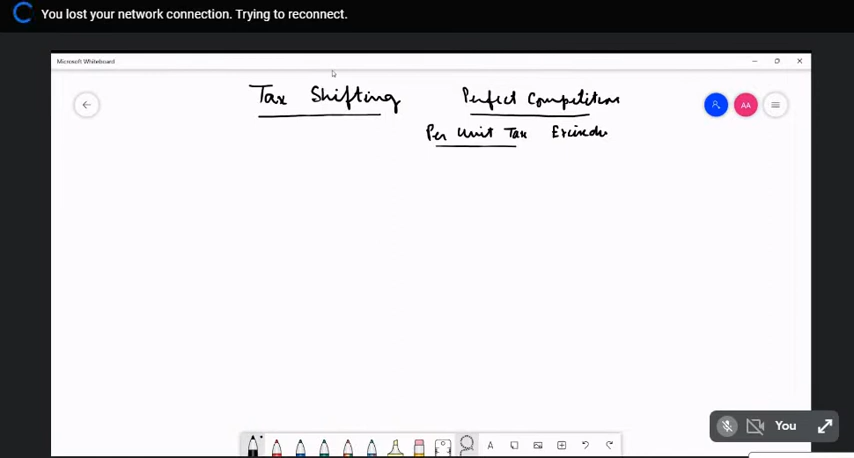 You lost your network connection. Trying to reconnect.
Microsoft Whiteboard
Tax Shifting Perfect Competition
AA
Per Unit Tax
You
A